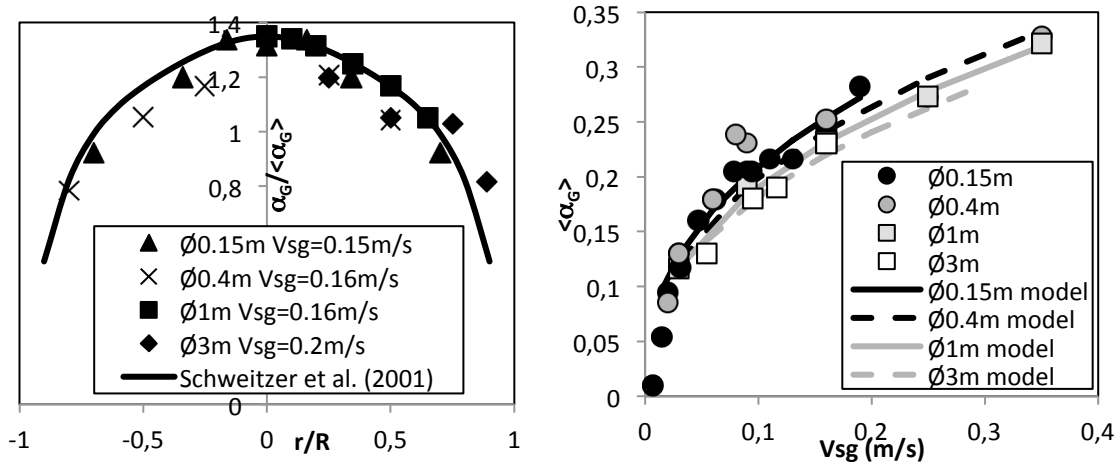 1,4
1,2
1
0,8
0
α_G/<α_G>
Ø0.15m Vsg=0.15m/s
Ø0.4m Vsg=0.16m/s
Ø1m Vsg=0.16m/s
Ø3m Vsg=0.2m/s
Schweitzer et al. (2001)
-1
-0,5
0
0,5
1
r/R
0,35
0,3
0,25
0,2
0,15
0,1
0,05
0
<α_G>
Ø0.15m
Ø0.4m
Ø1m
Ø3m
Ø0.15m model
Ø0.4m model
Ø1m model
Ø3m model
0
0,1
0,2
0,3
0,4
Vsg (m/s)